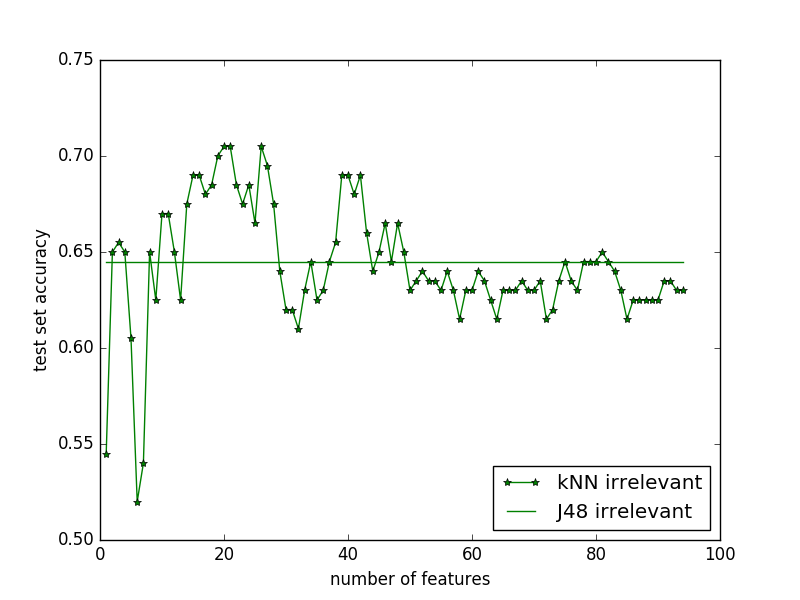 0.75
0.70
0.65
0.60
0.55
0.50
test set accuracy
0 20 40 60 80 100
number of features
kNN irrelevant
J48 irrelevant